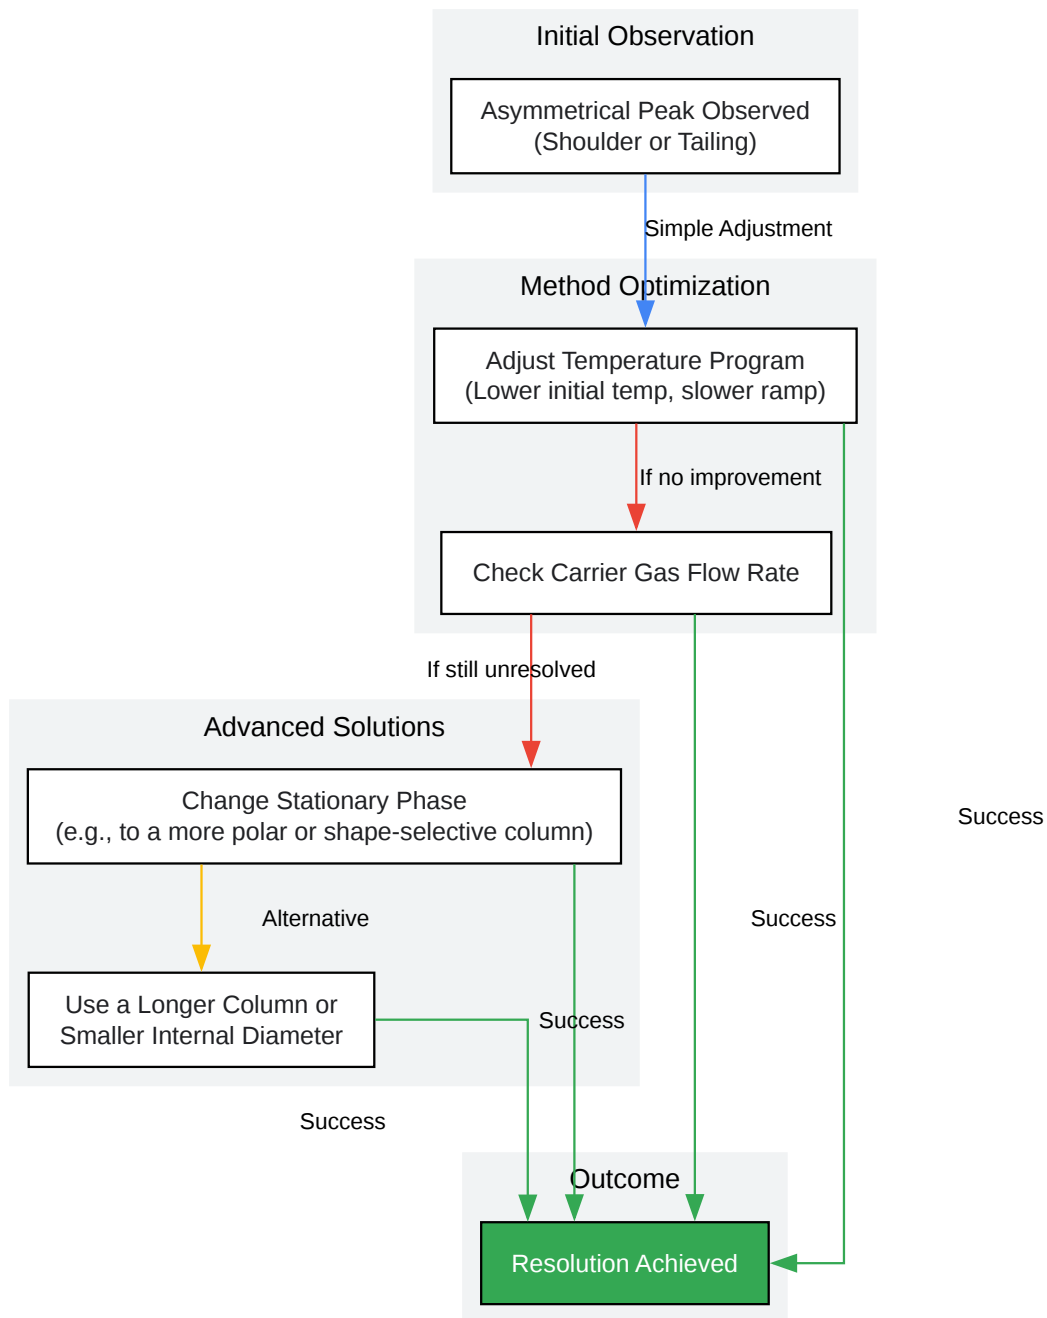 Initial Observation
Asymmetrical Peak Observed
(Shoulder or Tailing)
Simple Adjustment
Method Optimization
Adjust Temperature Program
(Lower initial temp, slower ramp)
If no improvement
Check Carrier Gas Flow Rate
If still unresolved
Advanced Solutions
Change Stationary Phase
(e.g., to a more polar or shape-selective column)
Success
Alternative
Success
Use a Longer Column or
Smaller Internal Diameter
Success
Success
Outcome
Resolution Achieved